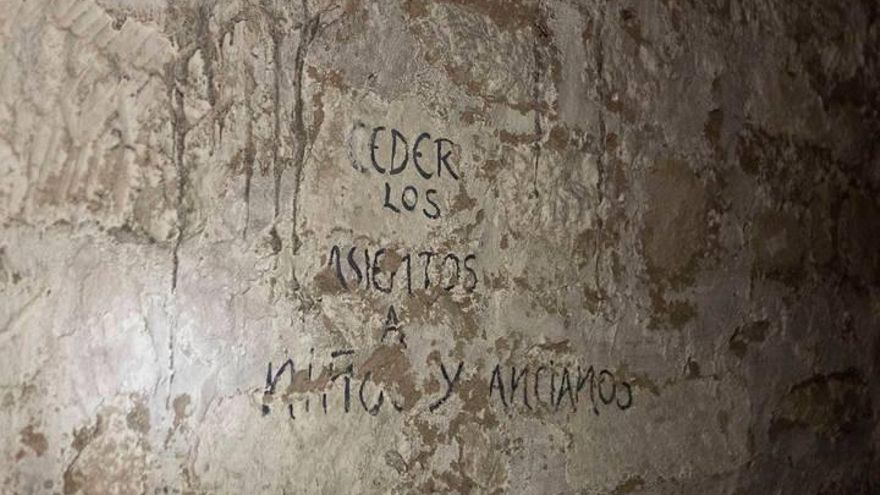 CEDER
LOS
ASIENTOS
A
NIÑOS Y ANCIANOS